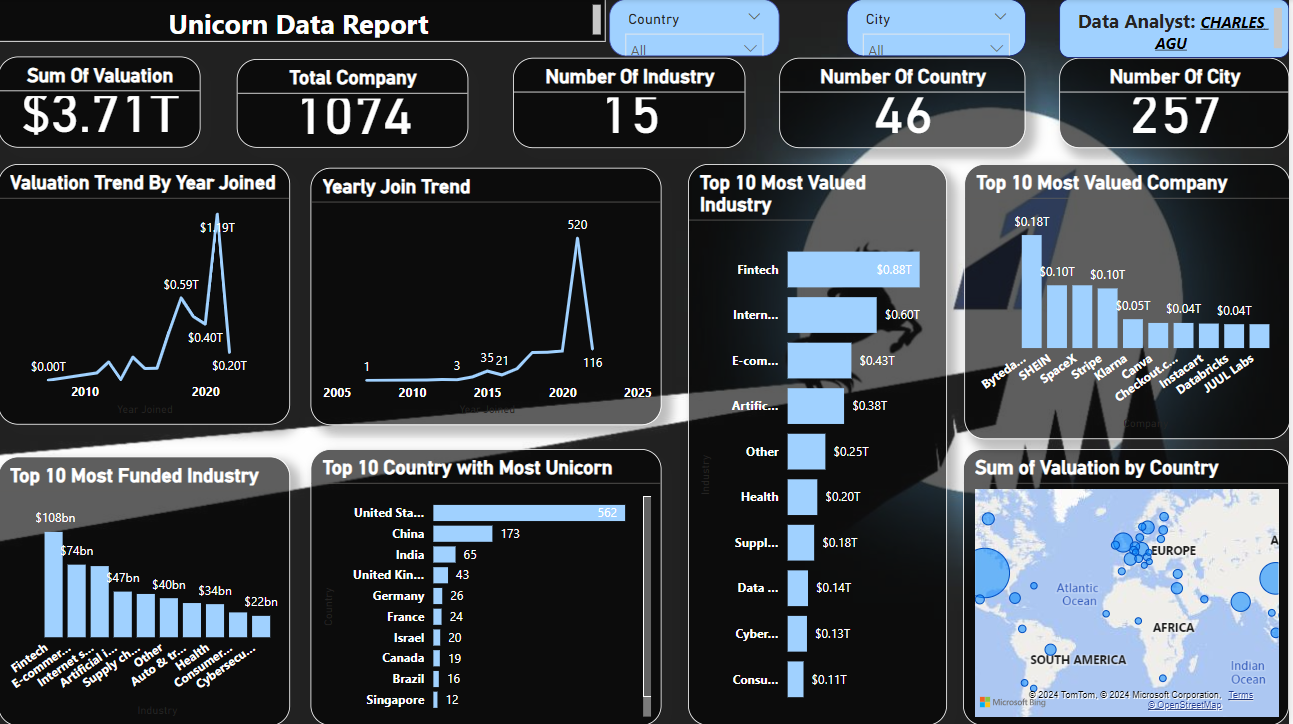 Unicorn Data Report
Country
All
City
All
Data Analyst: CHARLES
AGU
Sum Of Valuation
$3.71T
Total Company
1074
Number Of Industry
15
Number Of Country
46
Number Of City
257
Valuation Trend By Year Joined
$1.19T
$0.59T
$0.40T
$0.00T
$0.20T
2010
2020
Year Joined
Yearly Join Trend
520
1
3
35
21
116
2005
2010
2015
2020
2025
Year Joined
Top 10 Most Valued
Industry
Industry
Fintech
$0.88T
Intern...
$0.60T
E-com...
$0.43T
Artific...
$0.38T
Other
$0.25T
Health
$0.20T
Suppl...
$0.18T
Data ...
$0.14T
Cyber...
$0.13T
Consu...
$0.11T
Top 10 Most Valued Company
$0.18T
$0.10T
$0.10T
$0.05T
$0.04T
$0.04T
Byteda...
SHEIN
SpaceX
Stripe
Klarna
Canva
Checkout.c...
Instacart
Databricks
JUUL Labs
Company
Top 10 Most Funded Industry
$108bn
$74bn
$47bn
$40bn
$34bn
$22bn
Fintech
E-commer...
Internet s...
Artificial i...
Supply ch...
Other
Auto & tr...
Health
Consumer...
Cybersecu...
Industry
Top 10 Country with Most Unicorn
Country
United Sta...
562
China
173
India
65
United Kin...
43
Germany
26
France
24
Israel
20
Canada
19
Brazil
16
Singapore
12
Sum of Valuation by Country
EUROPE
A
Atlantic
Ocean
AFRICA
SOUTH AMERICA
Indian
Ocean
Microsoft Bing
© 2024 TomTom, © 2024 Microsoft Corporation, Terms
© OpenStreetMap